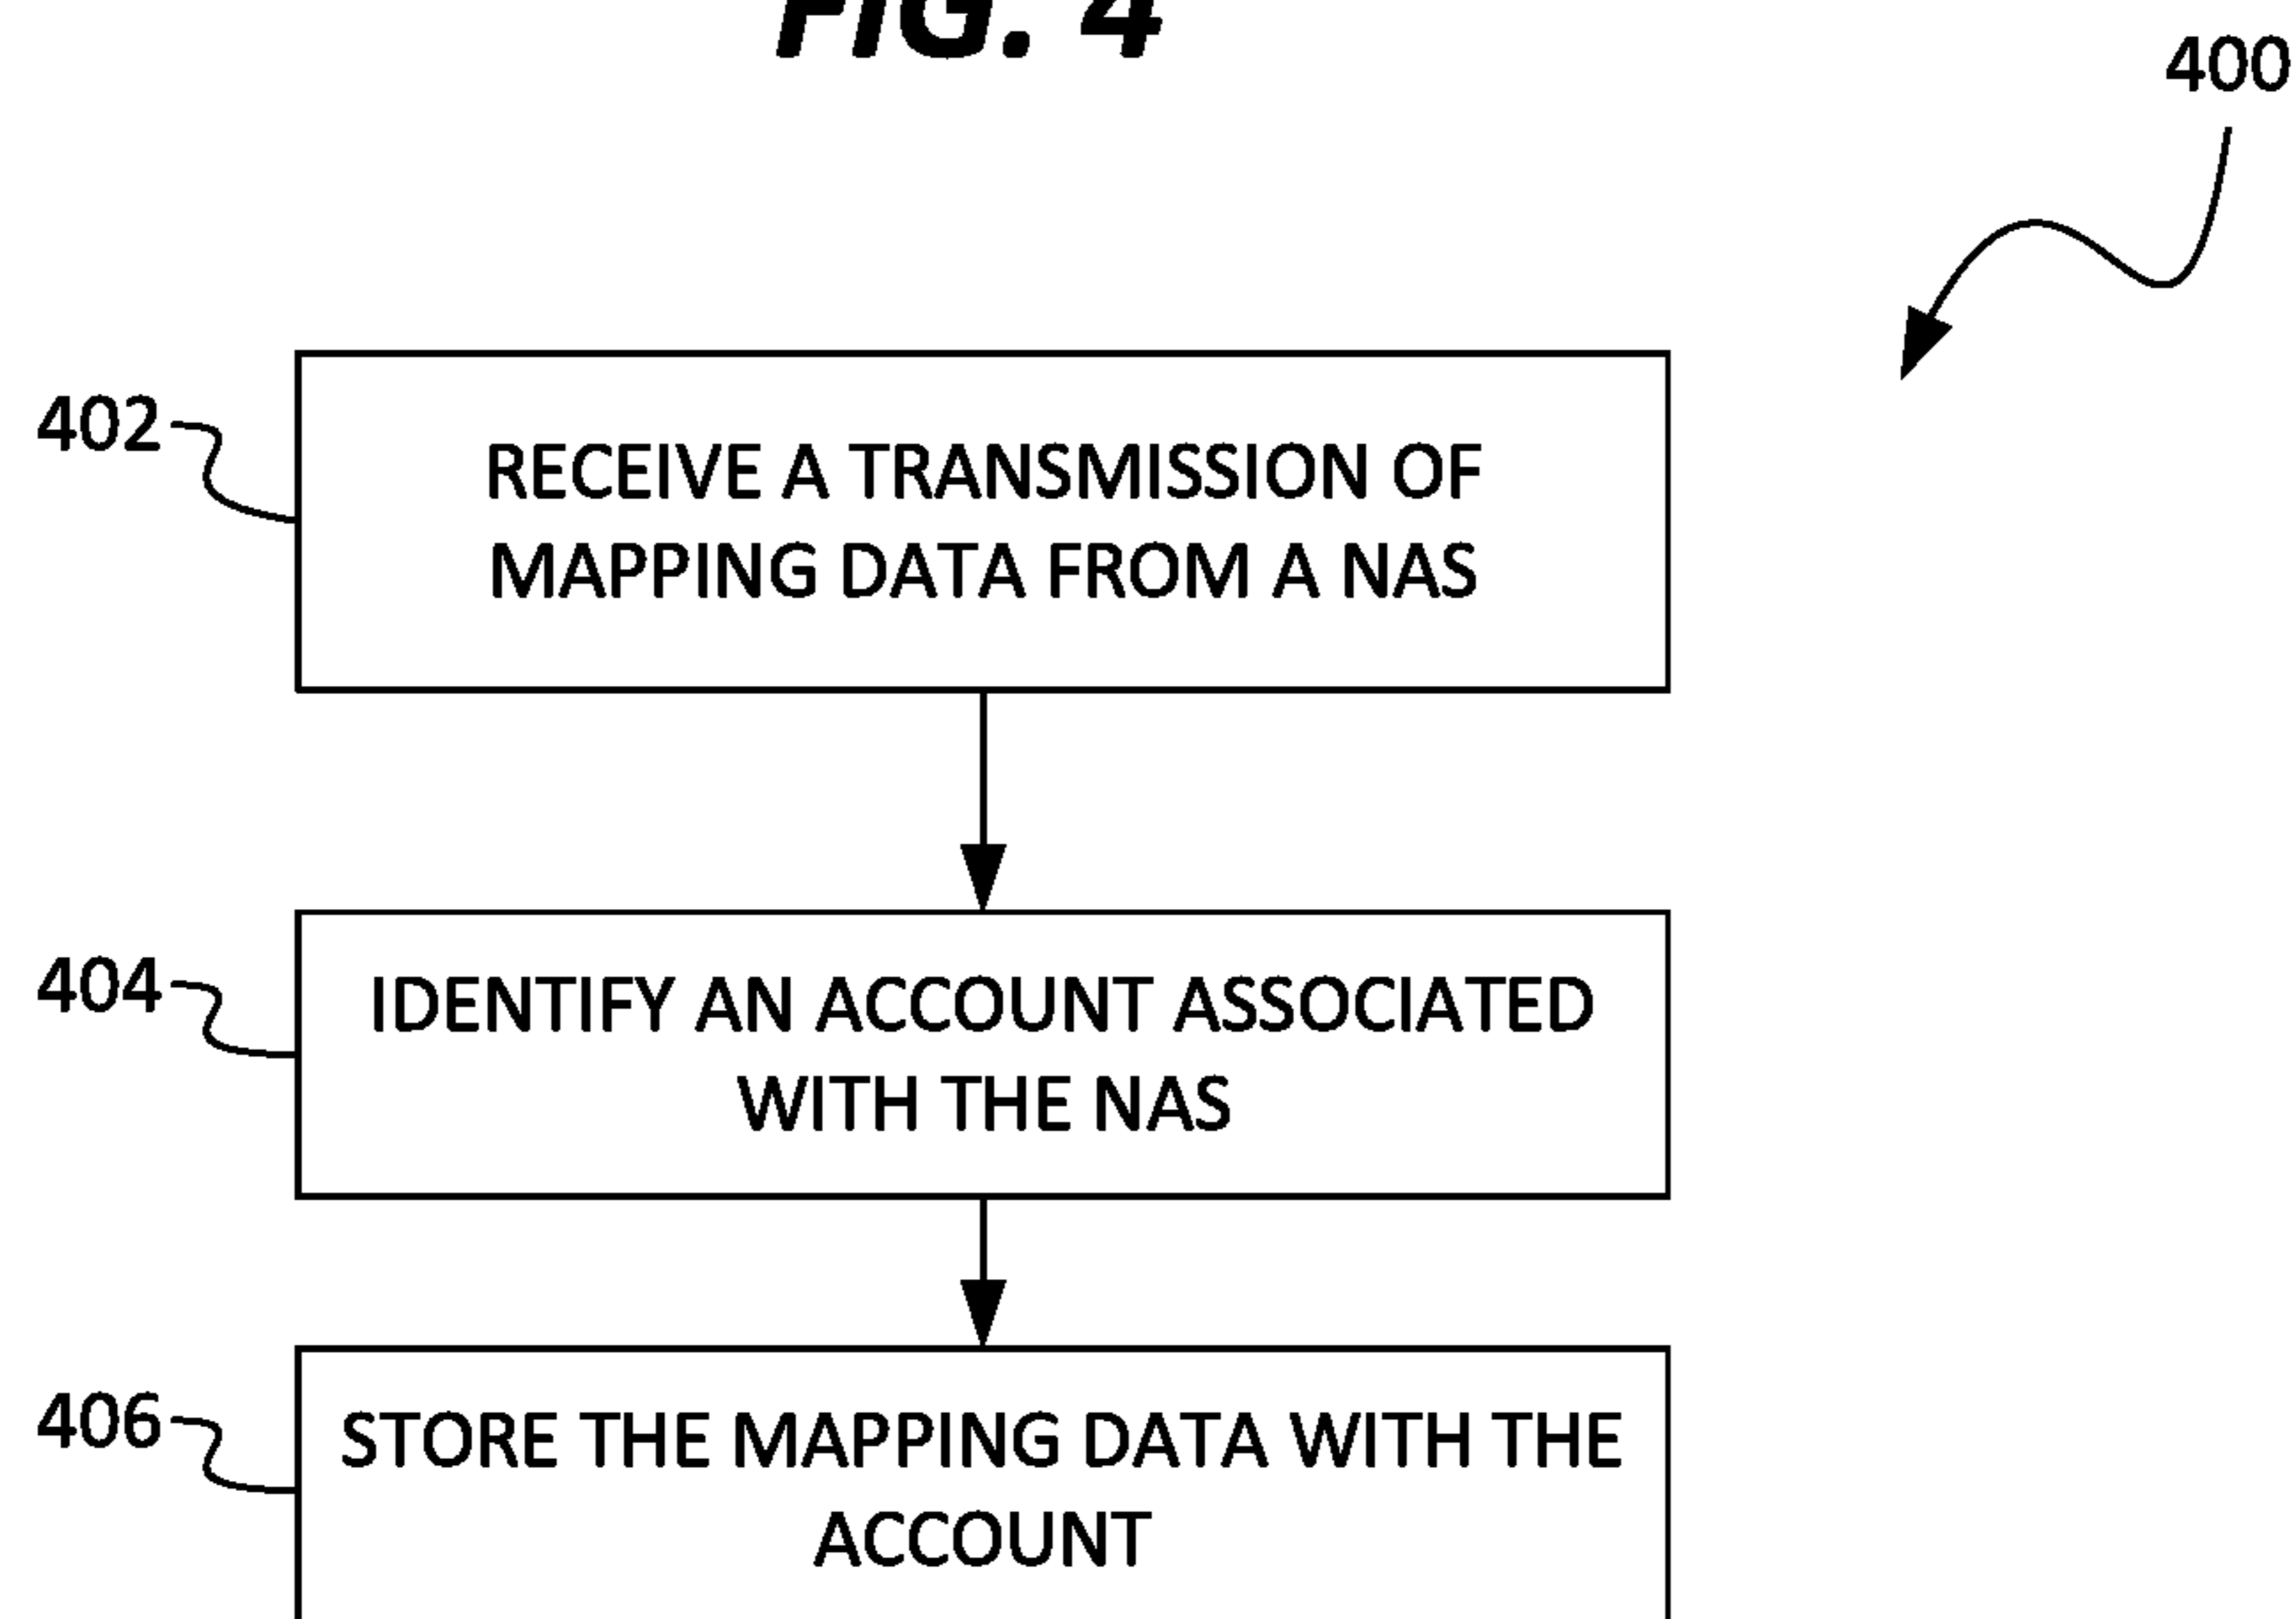 FIG. 4
400
402
RECEIVE A TRANSMISSION OF
MAPPING DATA FROM A NAS
404
IDENTIFY AN ACCOUNT ASSOCIATED
WITH THE NAS
406
STORE THE MAPPING DATA WITH THE
ACCOUNT